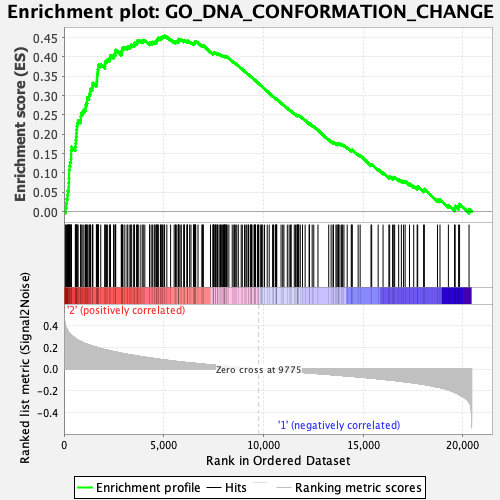 Enrichment plot: GO_DNA_CONFORMATION_CHANGE
Enrichment score (ES)
0.45
0.40
0.35
0.30
0.25
0.20
0.15
0.10
0.05
0.00
'2' (positively correlated)
Ranked list metric (Signal2Noise)
0.4
0.2
0.0
-0.2
-0.4
Zero cross at 9775
'1' (negatively correlated)
0 5,000 10,000 15,000 20,000
Rank in Ordered Dataset
Enrichment profile Hits Ranking metric scores